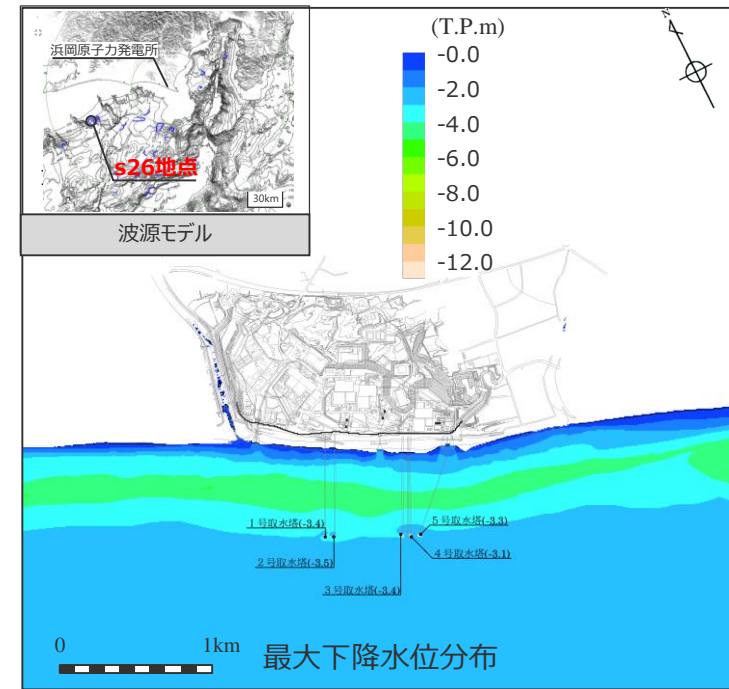 浜岡原子力発電所
s26地点
30km
波源モデル
(T.P.m)
-0.0
-2.0
-4.0
-6.0
-8.0
-10.0
-12.0
N
1号取水塔(-3.4)
2号取水塔(-3.5)
3号取水塔(-3.4)
4号取水塔(-3.1)
5号取水塔(-3.3)
0 1km
最大下降水位分布